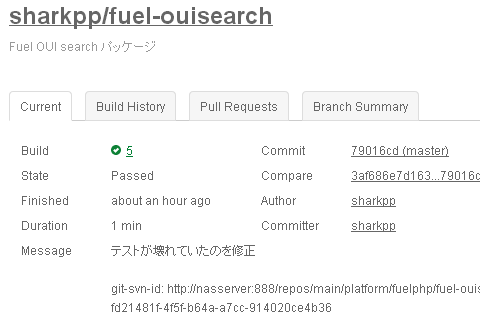 sharkpp/fuel-ouisearch
Fuel OUI search パッケージ
Current Build History Pull Requests Branch Summary
Build 5 Commit 79016cd (master)
State Passed Compare 3af686e7d163...79016c
Finished about an hour ago Author sharkpp
Duration 1 min Committer sharkpp
Message テストが壊れていたのを修正
git-svn-id: http://nasserver:888/repos/main/platform/fuelphp/fuel-ouis
fd21481f-4f5f-b64a-a7cc-914020ce4b36